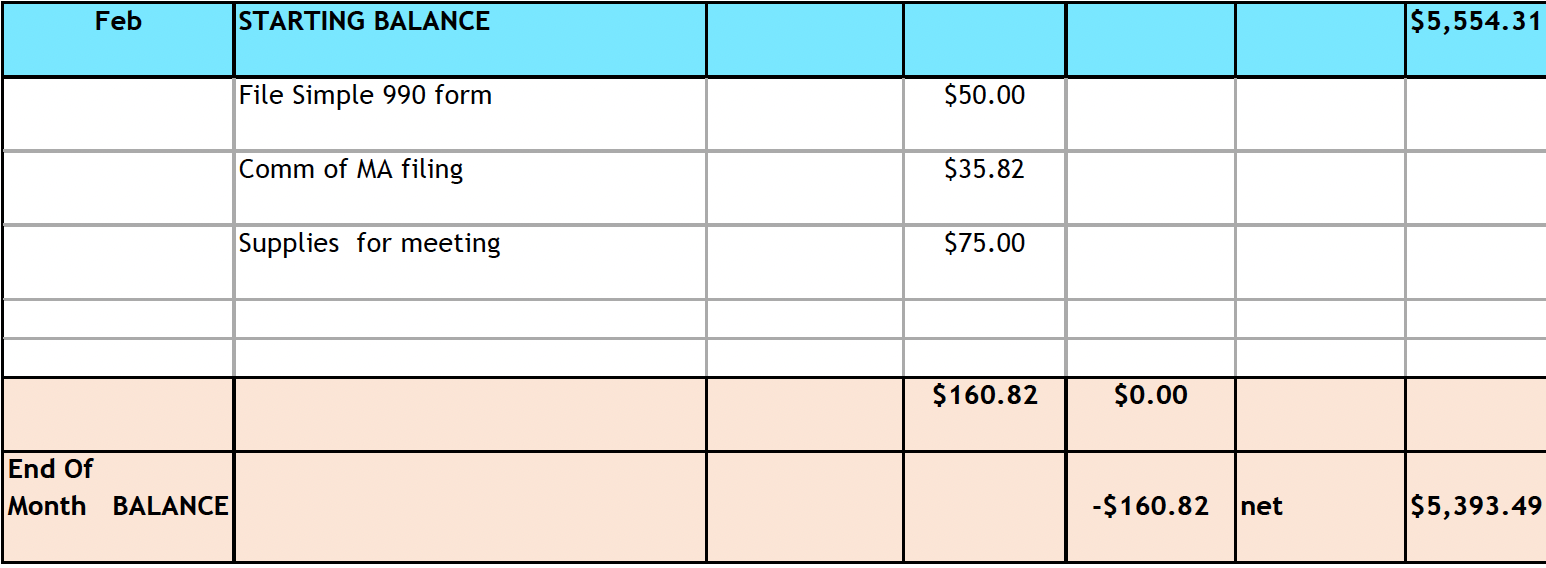 Feb STARTING BALANCE $5,554.31
File Simple 990 form $50.00
Comm of MA filing $35.82
Supplies  for meeting $75.00
$160.82 $0.00
End Of
Month BALANCE -$160.82 net $5,393.49